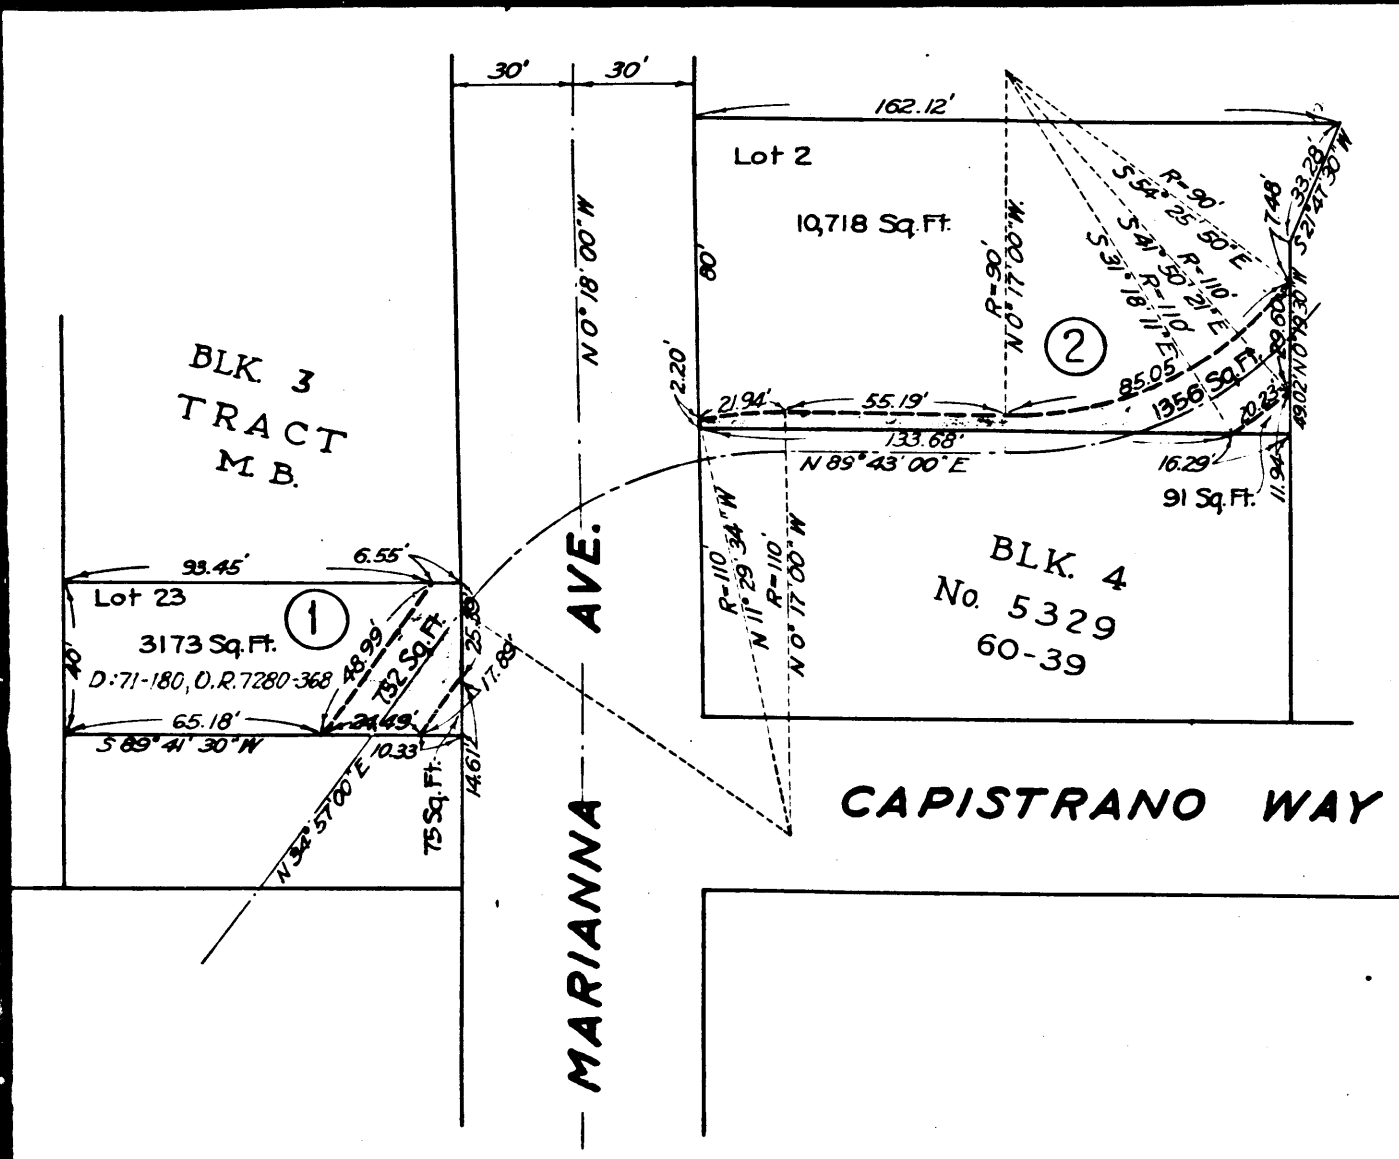 30'
30'
162.12'
33.28'
S 21° 47' 30" W
Lot 2
10,718 Sq.Ft.
7.48'
R=90'
S 54° 25' 50" E
R=110'
S 41° 50' 21" E
R=110'
S 31° 18' 11" E
R=90'
N 0° 17' 00" W.
80'
N 0° 18' 00" W
2.20'
21.94'
55.19'
2
85.05'
1356 Sq.Ft.
29.60'
20.23'
49.02' N 0° 19' 30" W
133.68'
N 89° 43' 00" E
16.29'
91 Sq.Ft.
11.94
BLK. 3
TRACT
M. B.
R=110'
N 11° 29' 34" W
R=110'
N 0° 17' 00" W
BLK. 4
No. 5329
60-39
93.45'
6.55'
Lot 23
1
3173 Sq.Ft.
D:71-180, O.R.7280-368
40'
48.99'
752 Sq.Ft.
25.39'
17.89'
65.18'
24.49'
S 89° 41' 30" W
10.33
14.61'
75 Sq.Ft.
N 34° 57' 00" E
MARIANNA AVE.
CAPISTRANO WAY